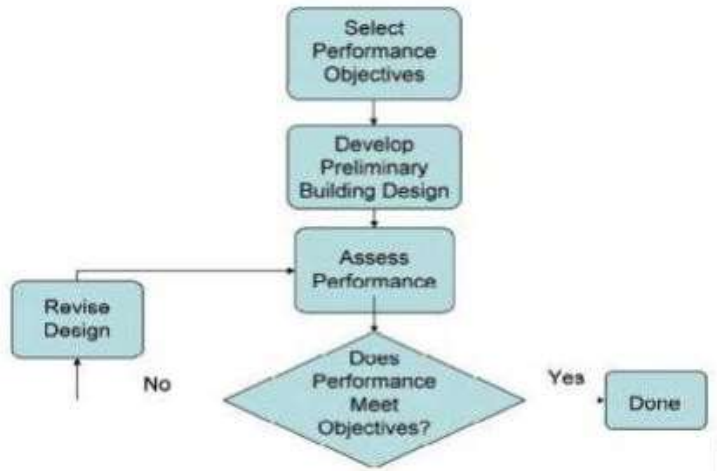 Select
Performance
Objectives
Develop
Preliminary
Building Design
Assess
Performance
Revise
Design
Does
Performance
Meet
Objectives?
No
Yes
Done